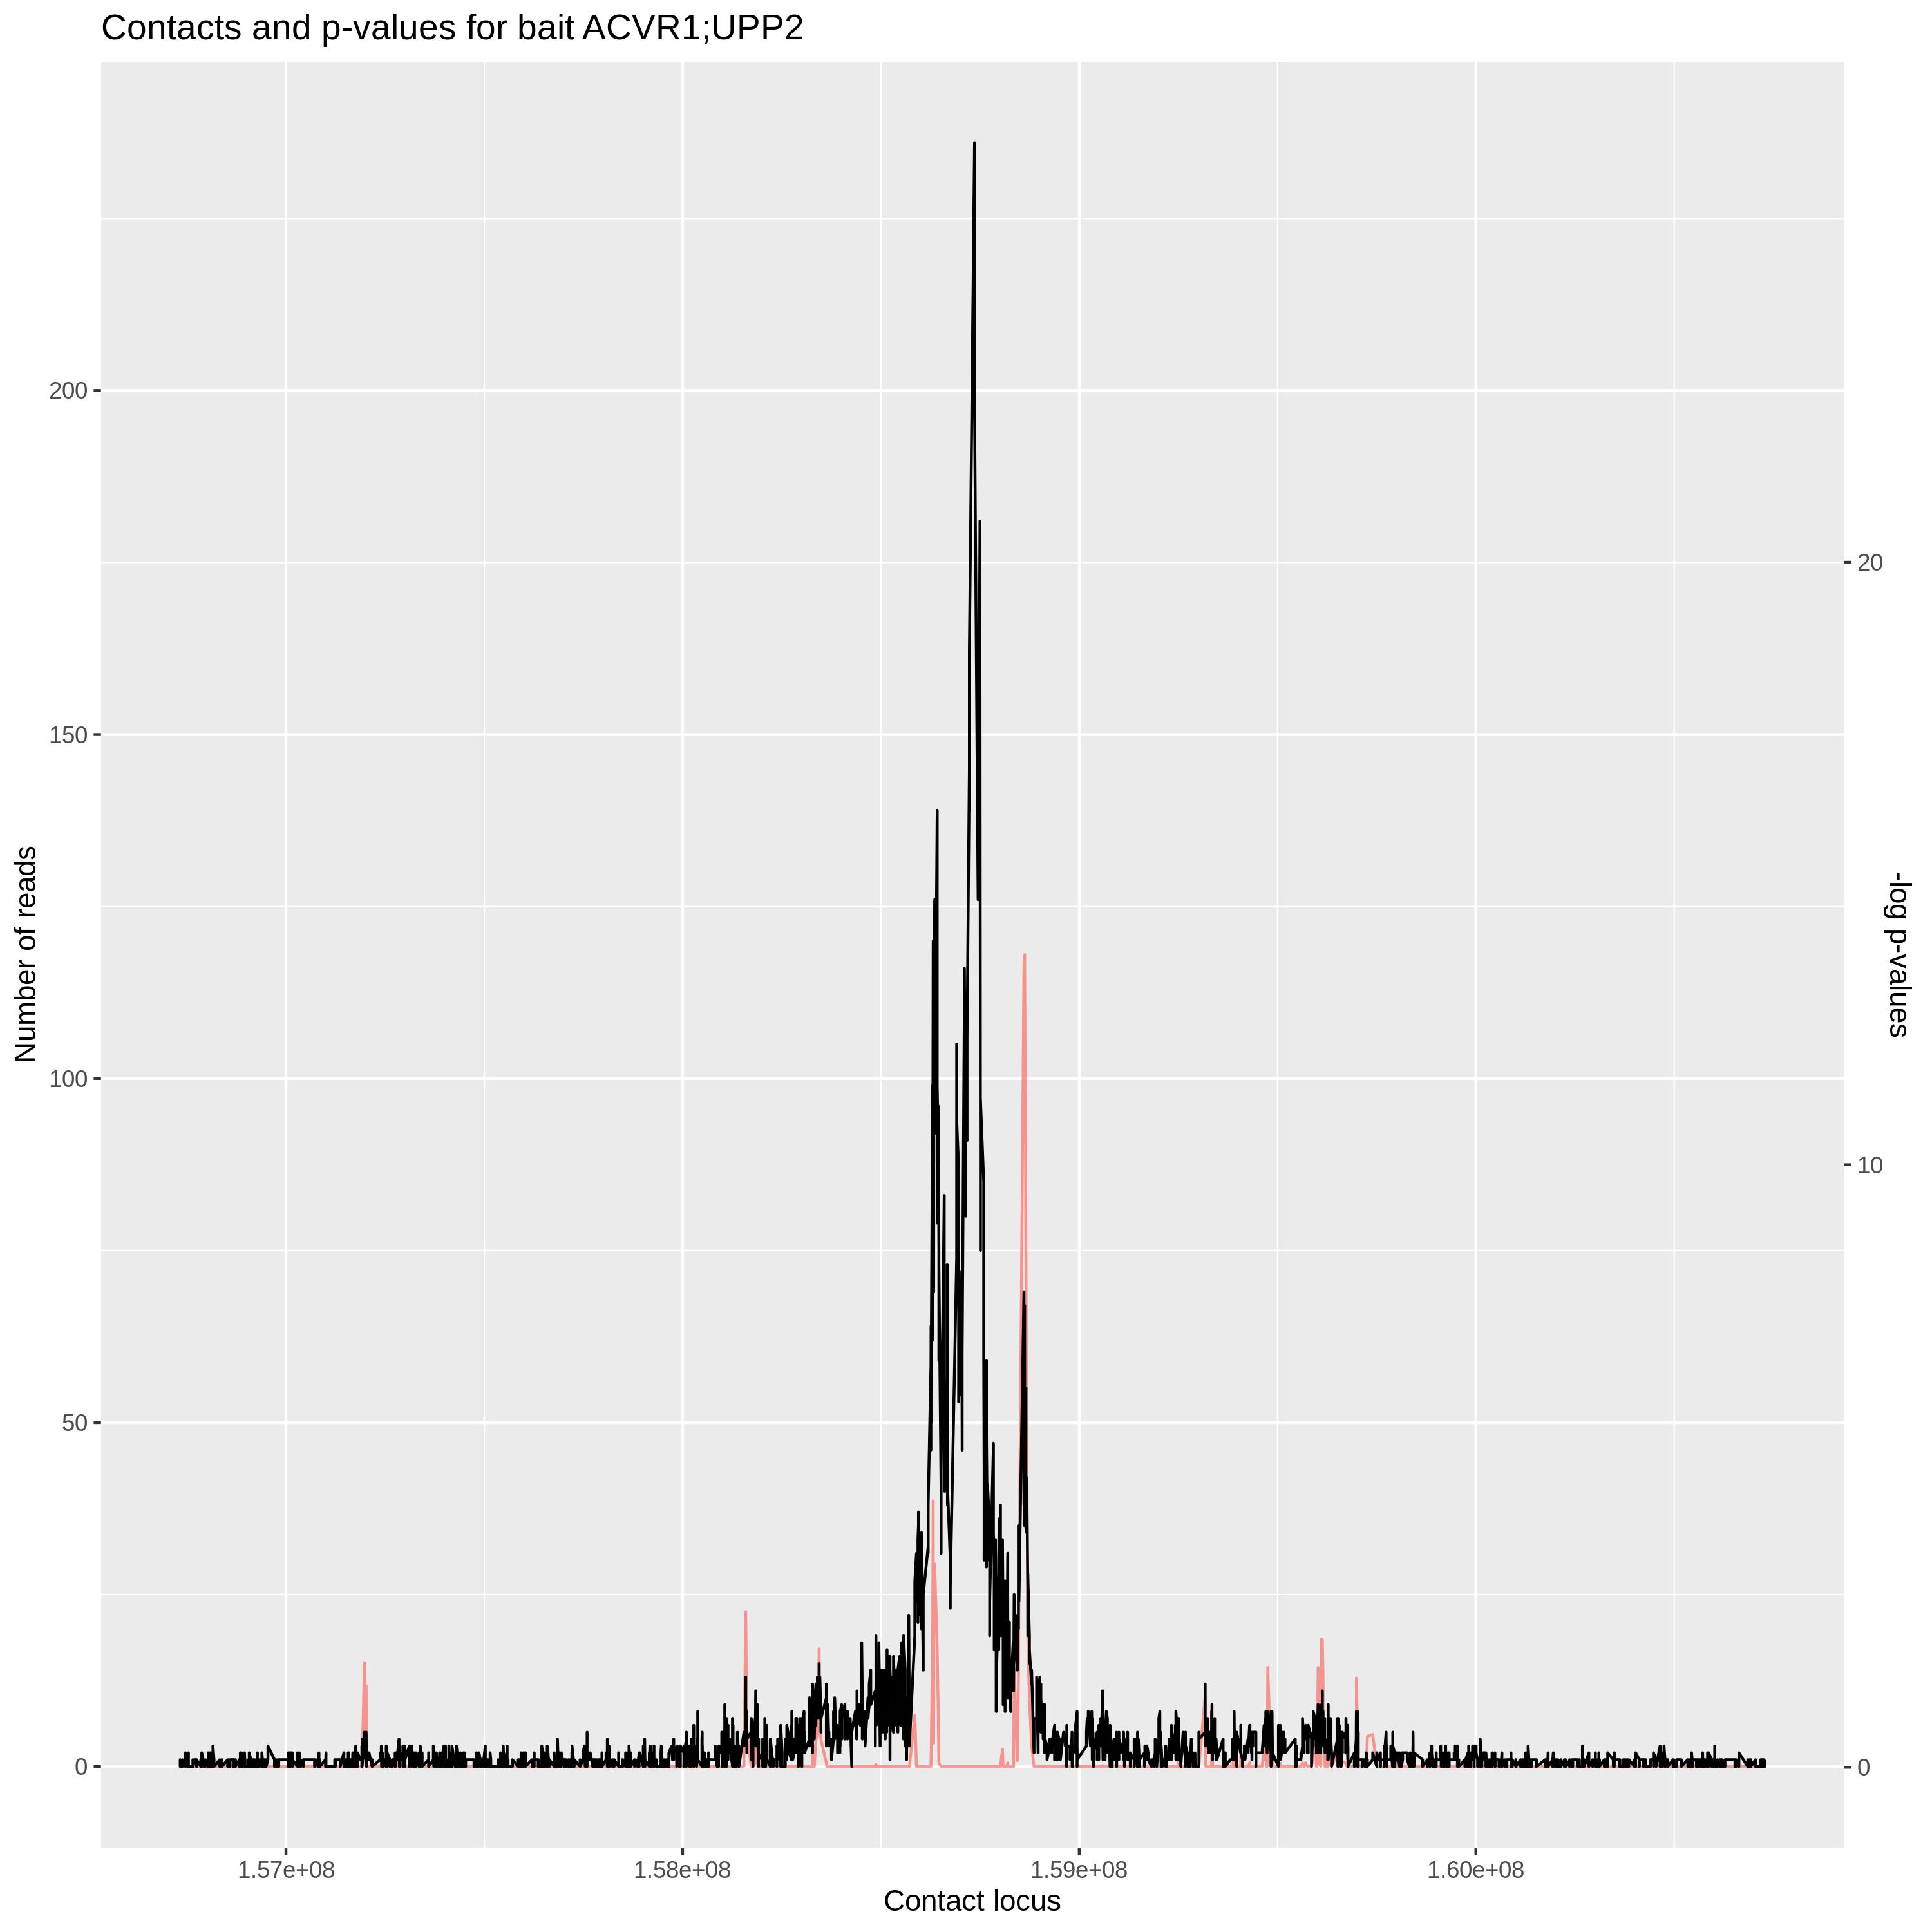 Contacts and p-values for bait ACVR1;UPP2
Number of reads
200
150
100
50
0
20
10
0
-log p-values
1.57e+08
1.58e+08
1.59e+08
1.60e+08
Contact locus